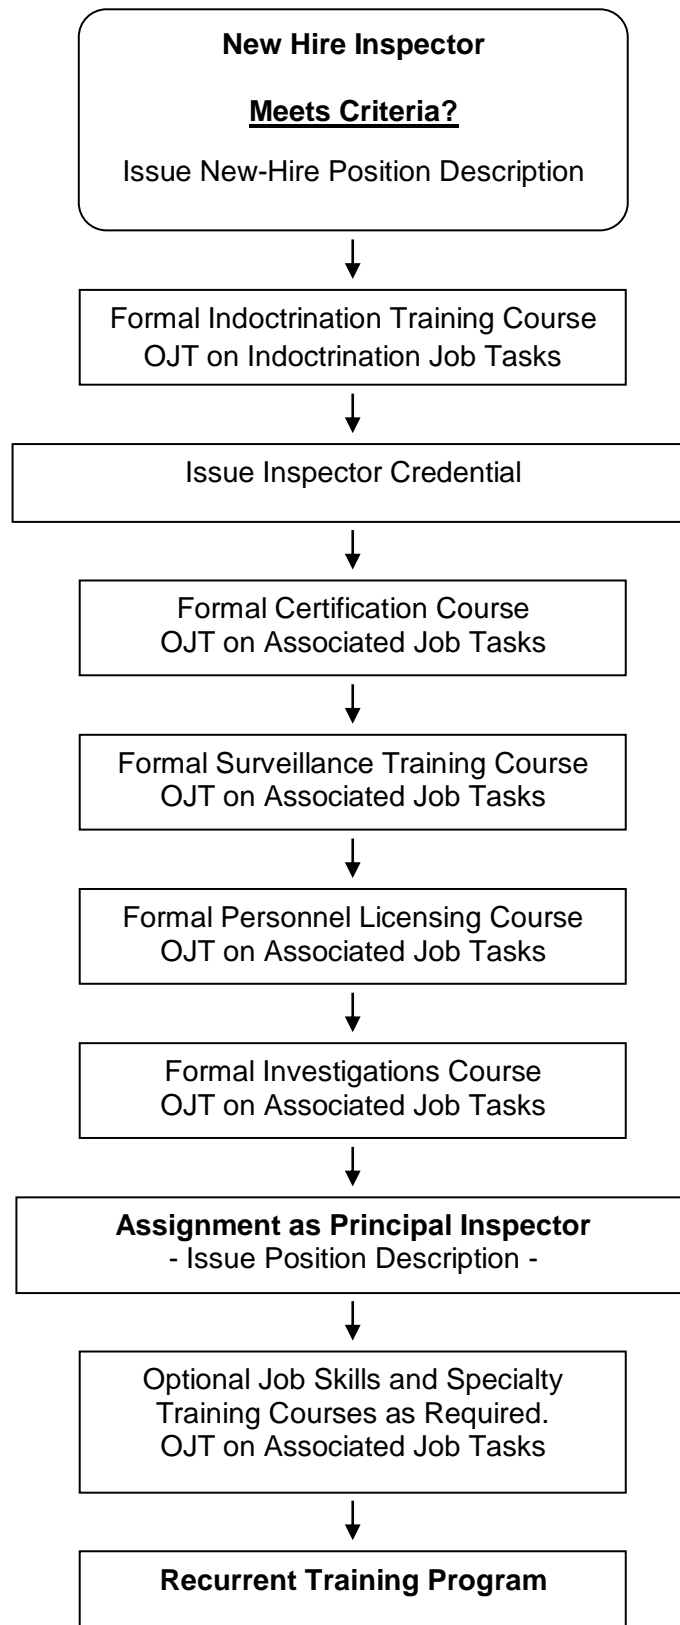 New Hire Inspector
Meets Criteria?
Issue New-Hire Position Description
Formal Indoctrination Training Course
OJT on Indoctrination Job Tasks
Issue Inspector Credential
Formal Certification Course
OJT on Associated Job Tasks
Formal Surveillance Training Course
OJT on Associated Job Tasks
Formal Personnel Licensing Course
OJT on Associated Job Tasks
Formal Investigations Course
OJT on Associated Job Tasks
Assignment as Principal Inspector
- Issue Position Description -
Optional Job Skills and Specialty
Training Courses as Required.
OJT on Associated Job Tasks
Recurrent Training Program